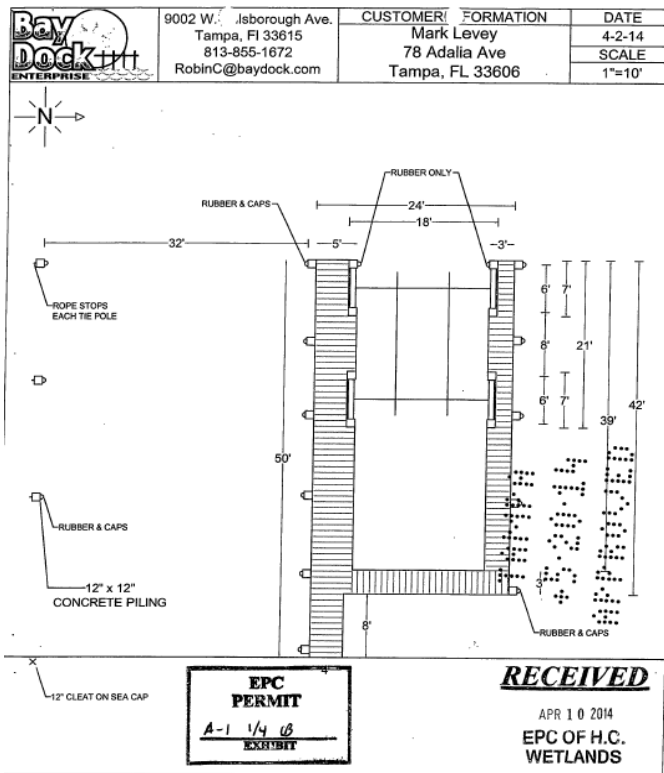 Bay
Dock
ENTERPRISE
9002 W. lsborough Ave.
Tampa, Fl 33615
813-855-1672
RobinC@baydock.com
CUSTOMER FORMATION
Mark Levey
78 Adalia Ave
Tampa, FL 33606
DATE
4-2-14
SCALE
1"=10'
N
RUBBER ONLY
RUBBER & CAPS
24'
18'
32'
5'
3'
ROPE STOPS
EACH TIE POLE
6'
7'
8'
21'
6'
7'
39'
42'
50'
RUBBER & CAPS
12" x 12"
CONCRETE PILING
3'
8'
RUBBER & CAPS
4'
12" CLEAT ON SEA CAP
EPC
PERMIT
A-1 1/4
EXHIBIT
RECEIVED
APR 10 2014
EPC OF H.C.
WETLANDS